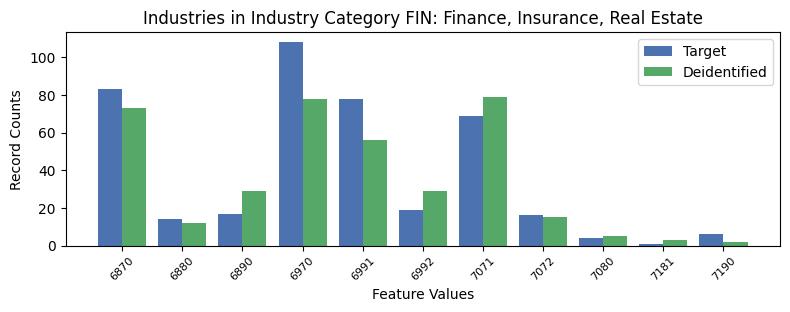 Industries in Industry Category FIN: Finance, Insurance, Real Estate
Target
Deidentified
Record Counts
100
80
60
40
20
0
6870 6880 6890 6970 6991 6992 7071 7072 7080 7181 7190
Feature Values